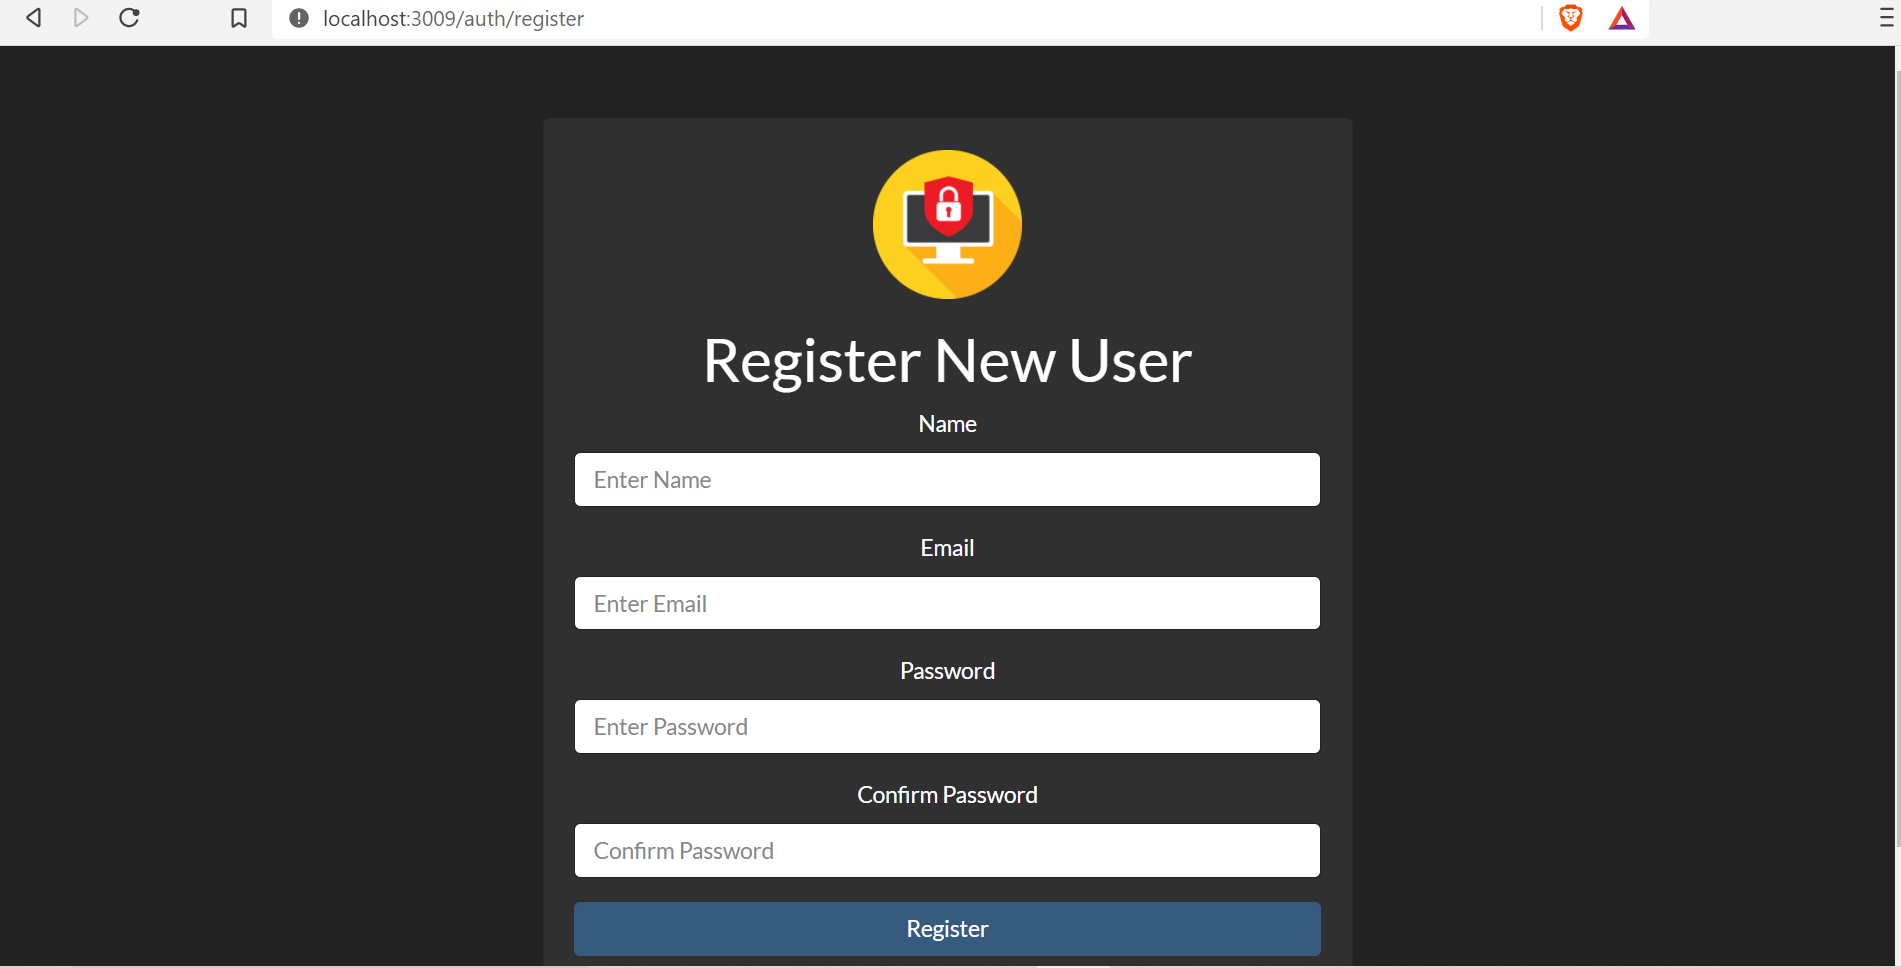 localhost:3009/auth/register
Register New User
Name
Enter Name
Email
Enter Email
Password
Enter Password
Confirm Password
Confirm Password
Register